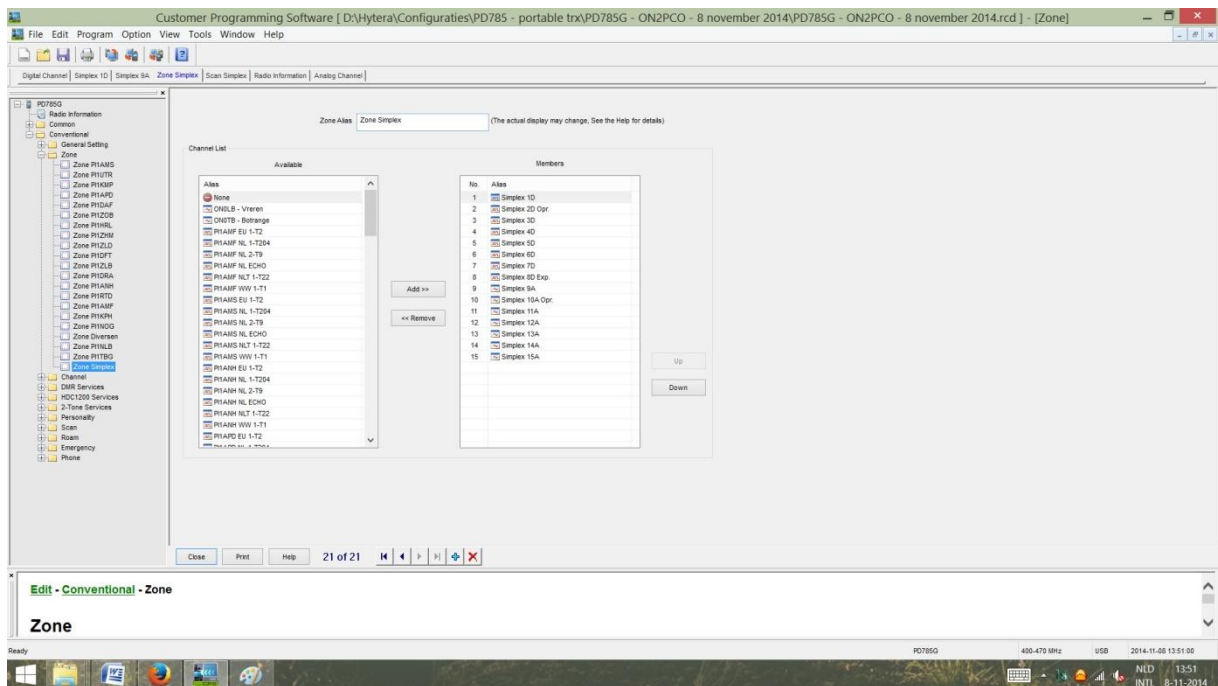 Customer Programming Software [ D:\Hytera\Configuraties\PD785 - portable trx\PD785G - ON2PCO - 8 november 2014\PD785G - ON2PCO - 8 november 2014.rcd ] - [Zone]
File Edit Program Option View Tools Window Help
Digital Channel Simplex 1D Simplex 9A Zone Simplex Scan Simplex Radio Information Analog Channel
PD785G
Radio Information
Common
Conventional
General Setting
Zone
Zone PI1AMS
Zone PI1UTR
Zone PI1KMP
Zone PI1APD
Zone PI1DAF
Zone PI1ZOB
Zone PI1HRL
Zone PI1ZHM
Zone PI1ZLD
Zone PI1DFT
Zone PI1ZLB
Zone PI1DRA
Zone PI1ANH
Zone PI1RTD
Zone PI1AMF
Zone PI1KPH
Zone PI1NOG
Zone Diversen
Zone PI1NLB
Zone PI1TBG
Zone Simplex
Channel
DMR Services
HDC1200 Services
2-Tone Services
Personality
Scan
Roam
Emergency
Phone
Zone Alias Zone Simplex (The actual display may change, See the Help for details)
Channel List
Available
Alias
None
ON0LB - Vreren
ON0TB - Botrange
PI1AMF EU 1-T2
PI1AMF NL 1-T204
PI1AMF NL 2-T9
PI1AMF NL ECHO
PI1AMF NLT 1-T22
PI1AMF WW 1-T1
PI1AMS EU 1-T2
PI1AMS NL 1-T204
PI1AMS NL 2-T9
PI1AMS NL ECHO
PI1AMS NLT 1-T22
PI1AMS WW 1-T1
PI1ANH EU 1-T2
PI1ANH NL 1-T204
PI1ANH NL 2-T9
PI1ANH NL ECHO
PI1ANH NLT 1-T22
PI1ANH WW 1-T1
PI1APD EU 1-T2
Add >>
<< Remove
Members
No. Alias
1 Simplex 1D
2 Simplex 2D Opr.
3 Simplex 3D
4 Simplex 4D
5 Simplex 5D
6 Simplex 6D
7 Simplex 7D
8 Simplex 8D Exp.
9 Simplex 9A
10 Simplex 10A Opr.
11 Simplex 11A
12 Simplex 12A
13 Simplex 13A
14 Simplex 14A
15 Simplex 15A
Up
Down
Close Print Help 21 of 21
Edit - Conventional - Zone
Zone
Ready PD785G 400-470 MHz USB 2014-11-08 13:51:00
NLD 13:51
INTL 8-11-2014